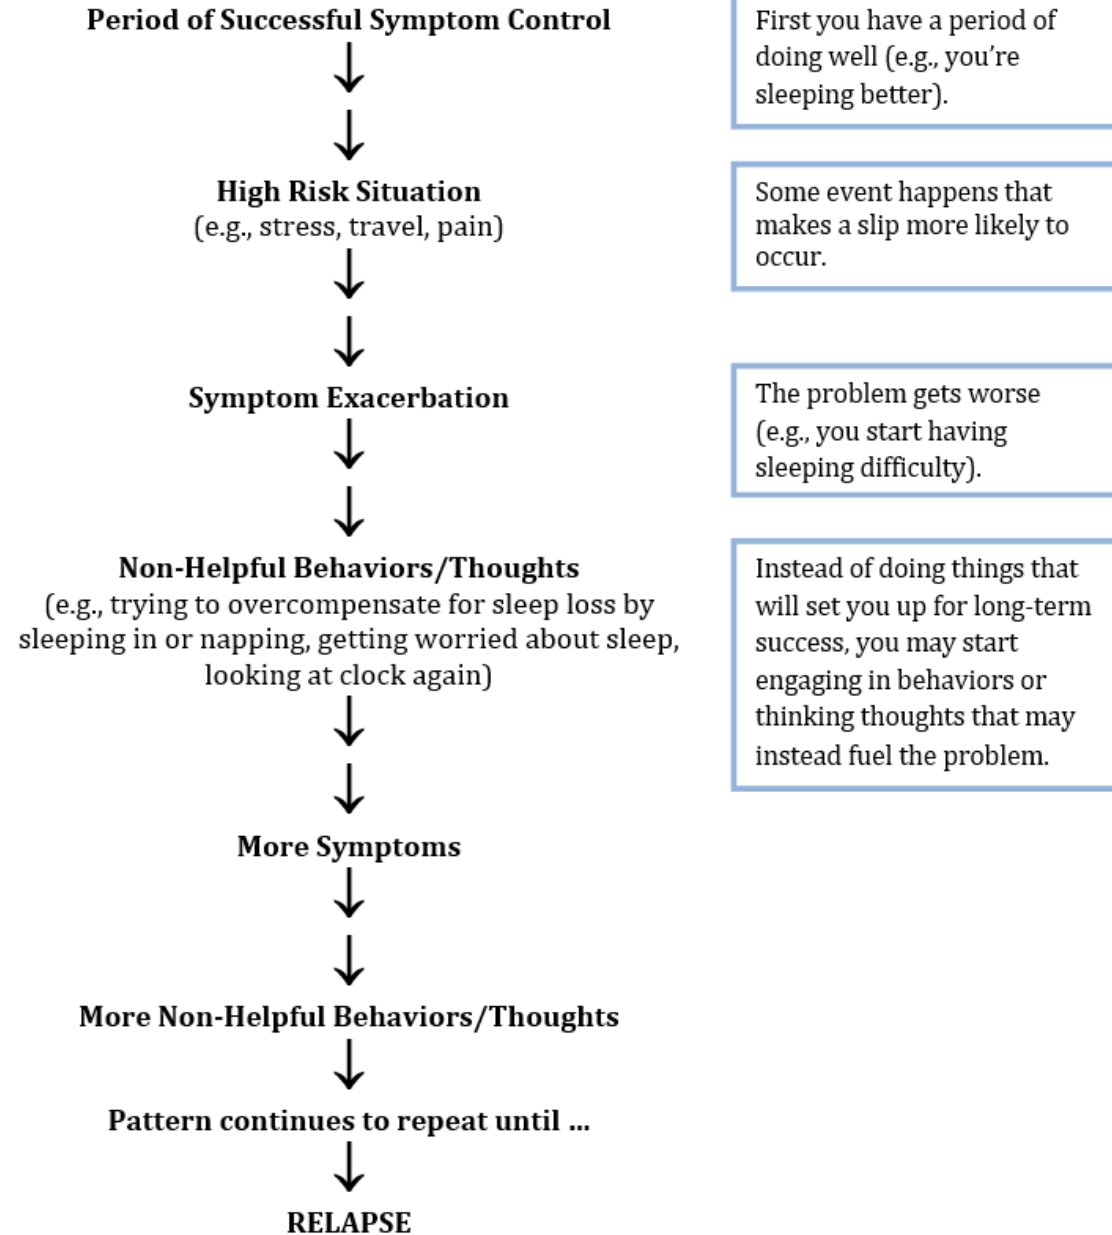 Period of Successful Symptom Control
First you have a period of
doing well (e.g., you’re
sleeping better).
High Risk Situation
(e.g., stress, travel, pain)
Some event happens that
makes a slip more likely to
occur.
Symptom Exacerbation
The problem gets worse
(e.g., you start having
sleeping difficulty).
Non-Helpful Behaviors/Thoughts
(e.g., trying to overcompensate for sleep loss by
sleeping in or napping, getting worried about sleep,
looking at clock again)
Instead of doing things that
will set you up for long-term
success, you may start
engaging in behaviors or
thinking thoughts that may
instead fuel the problem.
More Symptoms
More Non-Helpful Behaviors/Thoughts
Pattern continues to repeat until ...
RELAPSE